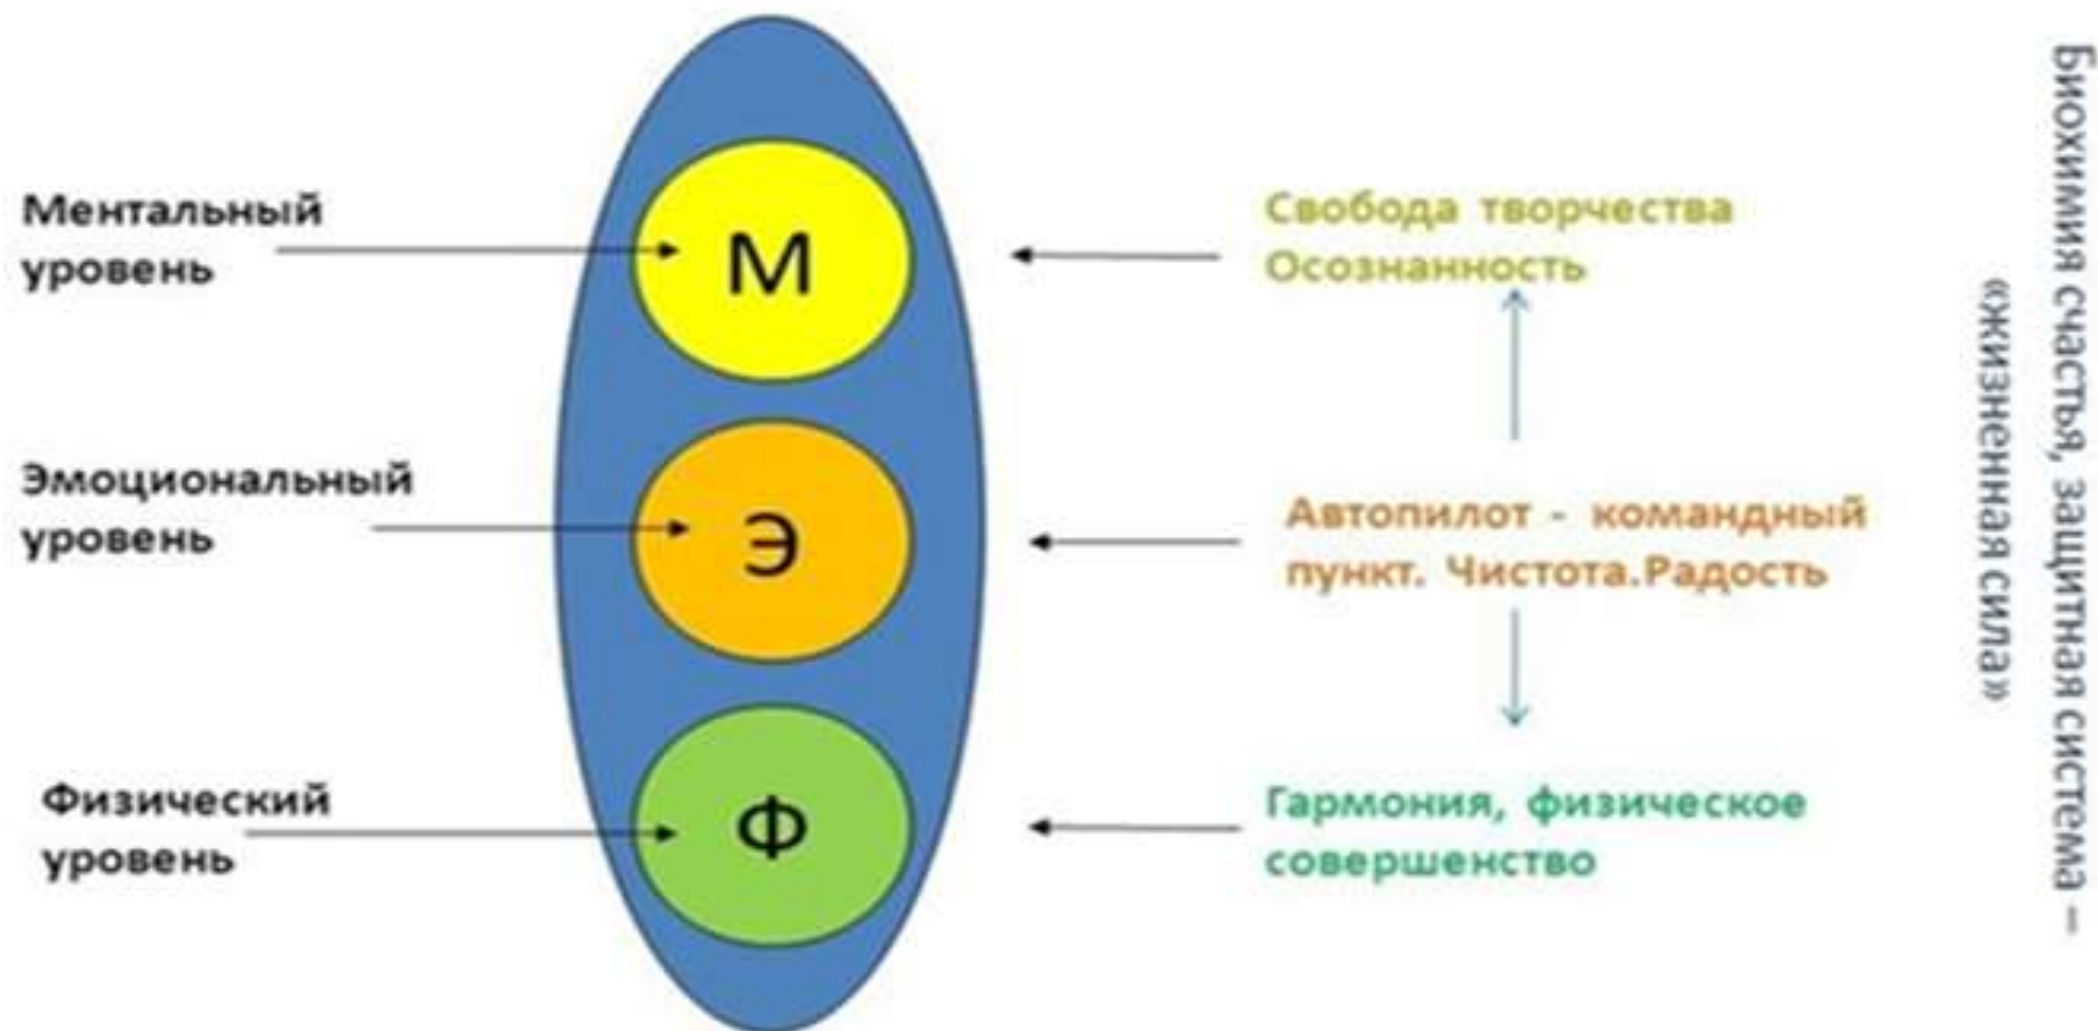 Ментальный
уровень
М
Свобода творчества
Осознанность
Эмоциональный
уровень
Э
Автопилот - командный
пункт. Чистота.Радость
Физический
уровень
Ф
Гармония, физическое
совершенство
Биохимия счастья, защитная система –
«жизненная сила»